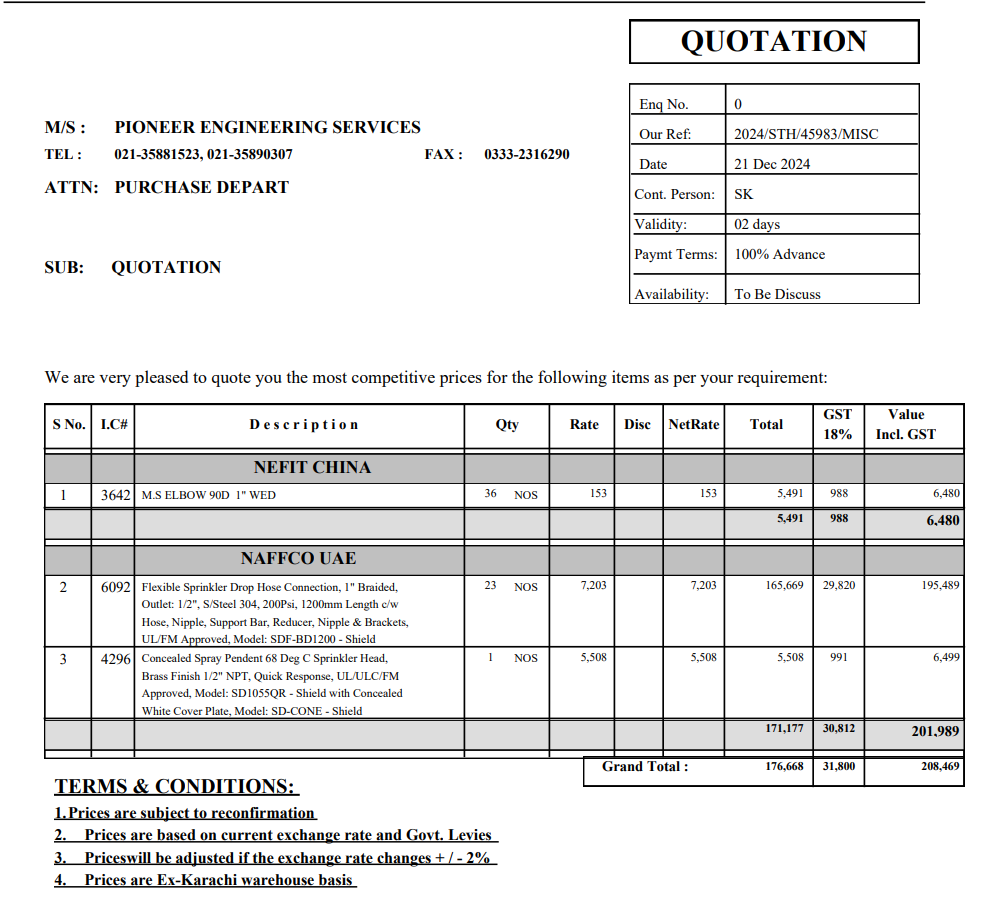 QUOTATION
Enq No. 0
Our Ref: 2024/STH/45983/MISC
Date 21 Dec 2024
Cont. Person: SK
Validity: 02 days
Paymt Terms: 100% Advance
Availability: To Be Discuss
M/S : PIONEER ENGINEERING SERVICES
TEL : 021-35881523, 021-35890307 FAX : 0333-2316290
ATTN: PURCHASE DEPART
SUB: QUOTATION
We are very pleased to quote you the most competitive prices for the following items as per your requirement:
S No. I.C# Description Qty Rate Disc NetRate Total GST 18% Value Incl. GST
NEFIT CHINA
1 3642 M.S ELBOW 90D 1" WED 36 NOS 153 153 5,491 988 6,480
5,491 988 6,480
NAFFCO UAE
2 6092 Flexible Sprinkler Drop Hose Connection, 1" Braided, 23 NOS 7,203 7,203 165,669 29,820 195,489
Outlet: 1/2", S/Steel 304, 200Psi, 1200mm Length c/w
Hose, Nipple, Support Bar, Reducer, Nipple & Brackets,
UL/FM Approved, Model: SDF-BD1200 - Shield
3 4296 Concealed Spray Pendent 68 Deg C Sprinkler Head, 1 NOS 5,508 5,508 5,508 991 6,499
Brass Finish 1/2" NPT, Quick Response, UL/ULC/FM
Approved, Model: SD1055QR - Shield with Concealed
White Cover Plate, Model: SD-CONE - Shield
171,177 30,812 201,989
Grand Total : 176,668 31,800 208,469
TERMS & CONDITIONS:
1. Prices are subject to reconfirmation
2. Prices are based on current exchange rate and Govt. Levies
3. Priceswill be adjusted if the exchange rate changes + / - 2%
4. Prices are Ex-Karachi warehouse basis